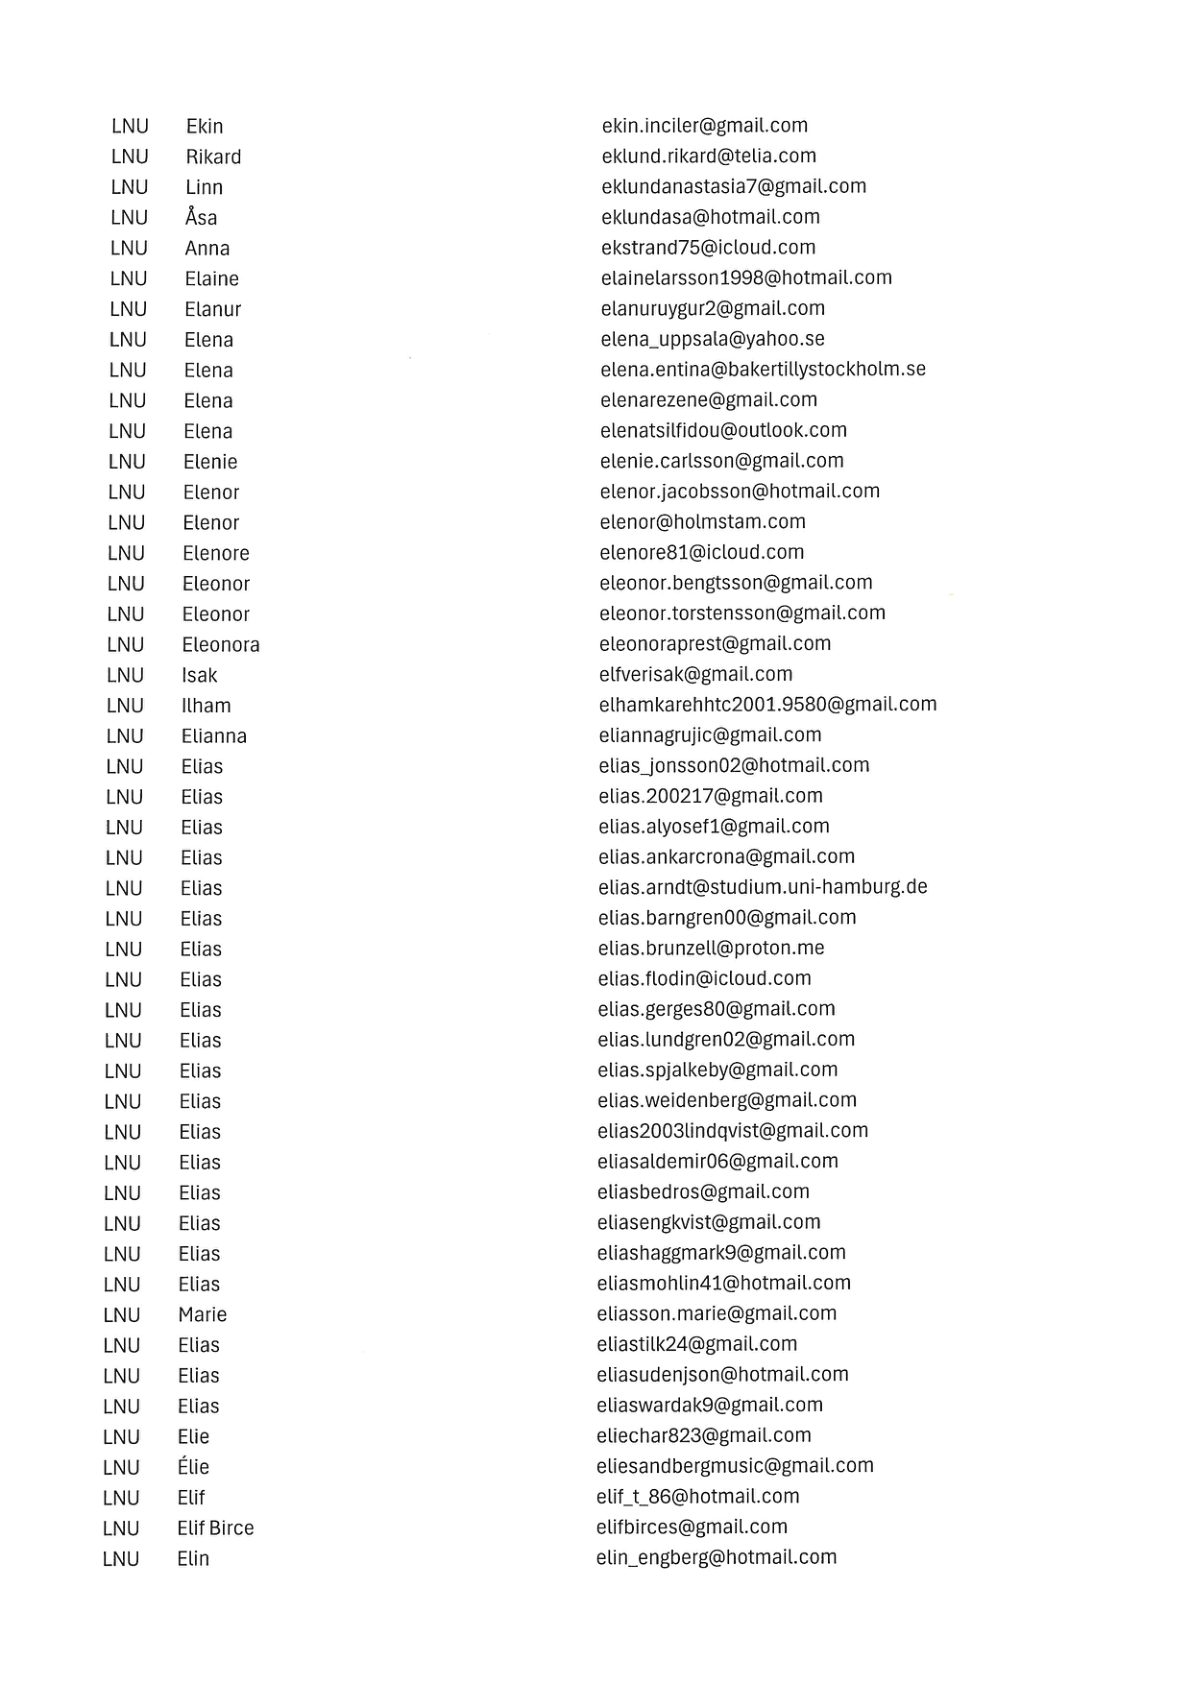 LNU Ekin ekin.inciler@gmail.com
LNU Rikard eklund.rikard@telia.com
LNU Linn eklundanastasia7@gmail.com
LNU Åsa eklundasa@hotmail.com
LNU Anna ekstrand75@icloud.com
LNU Elaine elainelarsson1998@hotmail.com
LNU Elanur elanuruygur2@gmail.com
LNU Elena elena_uppsala@yahoo.se
LNU Elena elena.entina@bakertillystockholm.se
LNU Elena elenarezene@gmail.com
LNU Elena elenatsilfidou@outlook.com
LNU Elenie elenie.carlsson@gmail.com
LNU Elenor elenor.jacobsson@hotmail.com
LNU Elenor elenor@holmstam.com
LNU Elenore elenore81@icloud.com
LNU Eleonor eleonor.bengtsson@gmail.com
LNU Eleonor eleonor.torstensson@gmail.com
LNU Eleonora eleonoraprest@gmail.com
LNU Isak elfverisak@gmail.com
LNU Ilham elhamkarehhtc2001.9580@gmail.com
LNU Elianna eliannagrujic@gmail.com
LNU Elias elias_jonsson02@hotmail.com
LNU Elias elias.200217@gmail.com
LNU Elias elias.alyosef1@gmail.com
LNU Elias elias.ankarcrona@gmail.com
LNU Elias elias.arndt@studium.uni-hamburg.de
LNU Elias elias.barngren00@gmail.com
LNU Elias elias.brunzell@proton.me
LNU Elias elias.flodin@icloud.com
LNU Elias elias.gerges80@gmail.com
LNU Elias elias.lundgren02@gmail.com
LNU Elias elias.spjalkeby@gmail.com
LNU Elias elias.weidenberg@gmail.com
LNU Elias elias2003lindqvist@gmail.com
LNU Elias eliasaldemir06@gmail.com
LNU Elias eliasbedros@gmail.com
LNU Elias eliasengkvist@gmail.com
LNU Elias eliashaggmark9@gmail.com
LNU Elias eliasmohlin41@hotmail.com
LNU Marie eliasson.marie@gmail.com
LNU Elias eliastilk24@gmail.com
LNU Elias eliasudenjson@hotmail.com
LNU Elias eliaswardak9@gmail.com
LNU Elie eliechar823@gmail.com
LNU Élie eliesandbergmusic@gmail.com
LNU Elif elif_t_86@hotmail.com
LNU Elif Birce elifbirces@gmail.com
LNU Elin elin_engberg@hotmail.com